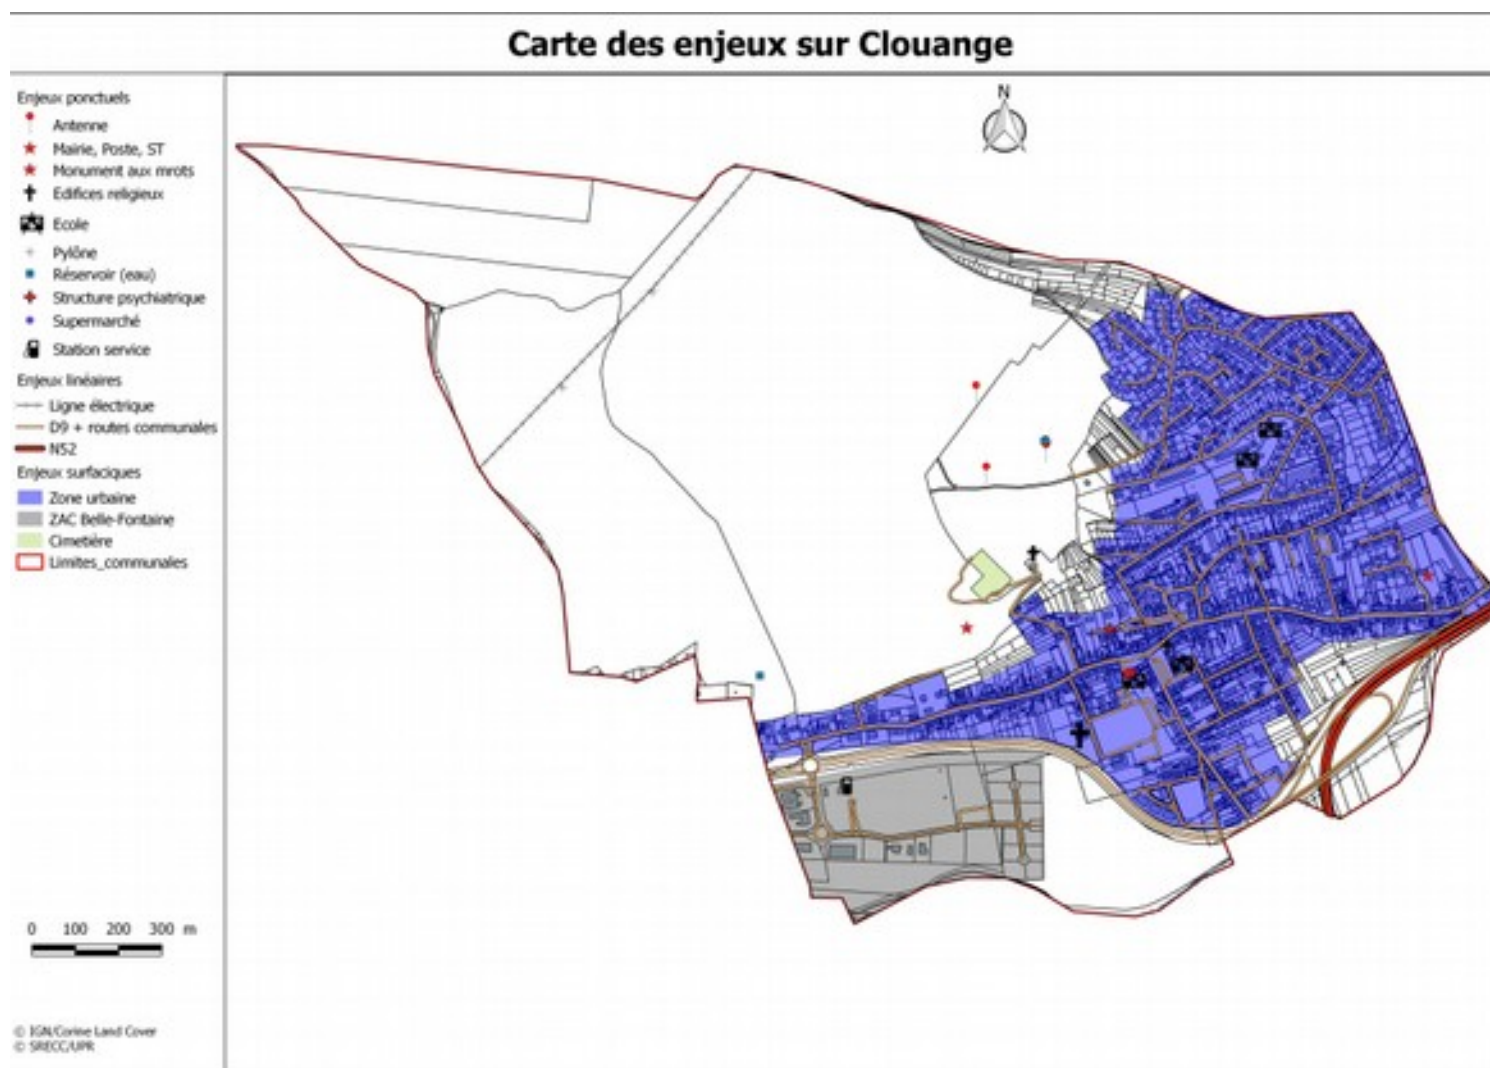 Carte des enjeux sur Clouange
N
Enjeux ponctuels
Antenne
Mairie, Poste, ST
Monument aux mrots
Edifices religieux
Ecole
Pylône
Réservoir (eau)
Structure psychiatrique
Supermarché
Station service
Enjeux linéaires
Ligne électrique
D9 + routes communales
N52
Enjeux surfaciques
Zone urbaine
ZAC Belle-Fontaine
Cimetière
Limites_communales
0 100 200 300 m
© IGN/Corine Land Cover
© SRECC/UPR